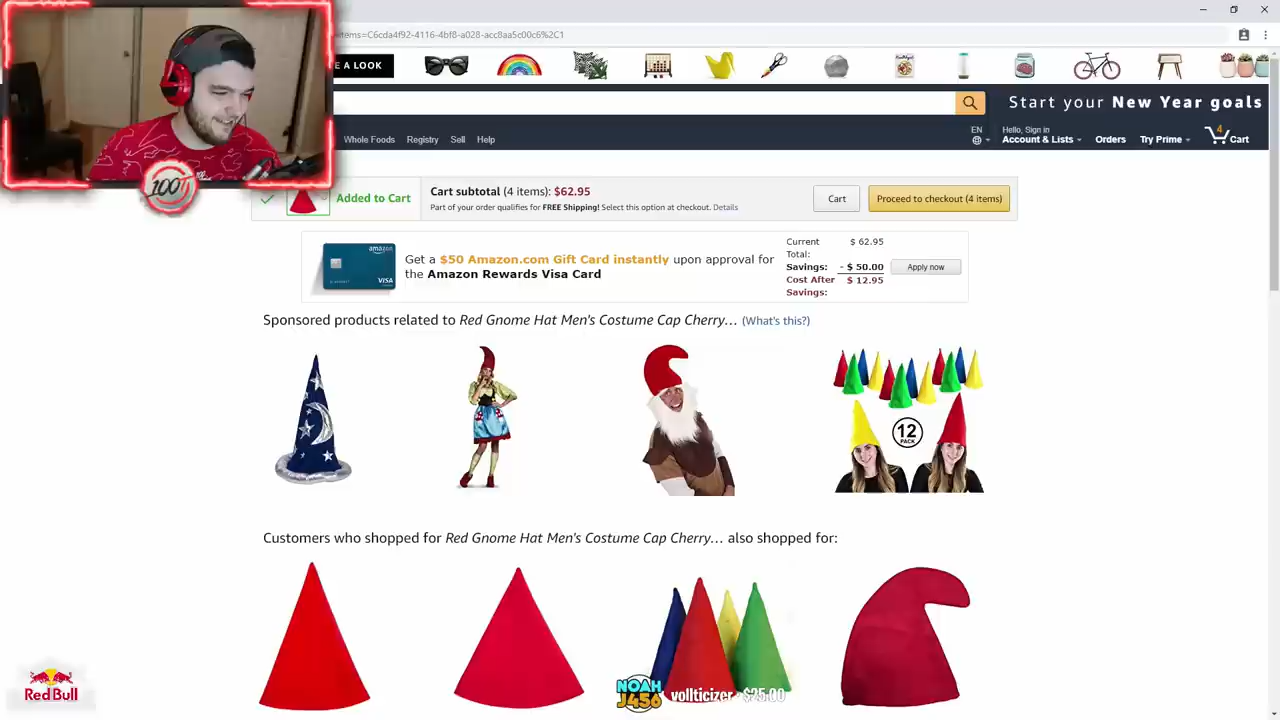 items=C6cda4f92-4116-4bf8-a028-acc8aa5c00c6%2C1
E A LOOK
Start your New Year goals
Whole Foods Registry Sell Help
EN
Hello, Sign in
Account & Lists
Orders
Try Prime
4
Cart
100
Added to Cart
Cart subtotal (4 items): $62.95
Part of your order qualifies for FREE Shipping! Select this option at checkout. Details
Cart
Proceed to checkout (4 items)
amazon
VISA
Get a $50 Amazon.com Gift Card instantly upon approval for
the Amazon Rewards Visa Card
Current $ 62.95
Total:
Savings: - $ 50.00
Cost After $ 12.95
Savings:
Apply now
Sponsored products related to Red Gnome Hat Men's Costume Cap Cherry… (What's this?)
12
PACK
Customers who shopped for Red Gnome Hat Men's Costume Cap Cherry… also shopped for:
Red Bull
NOAH
J456
vollticizer - $25.00